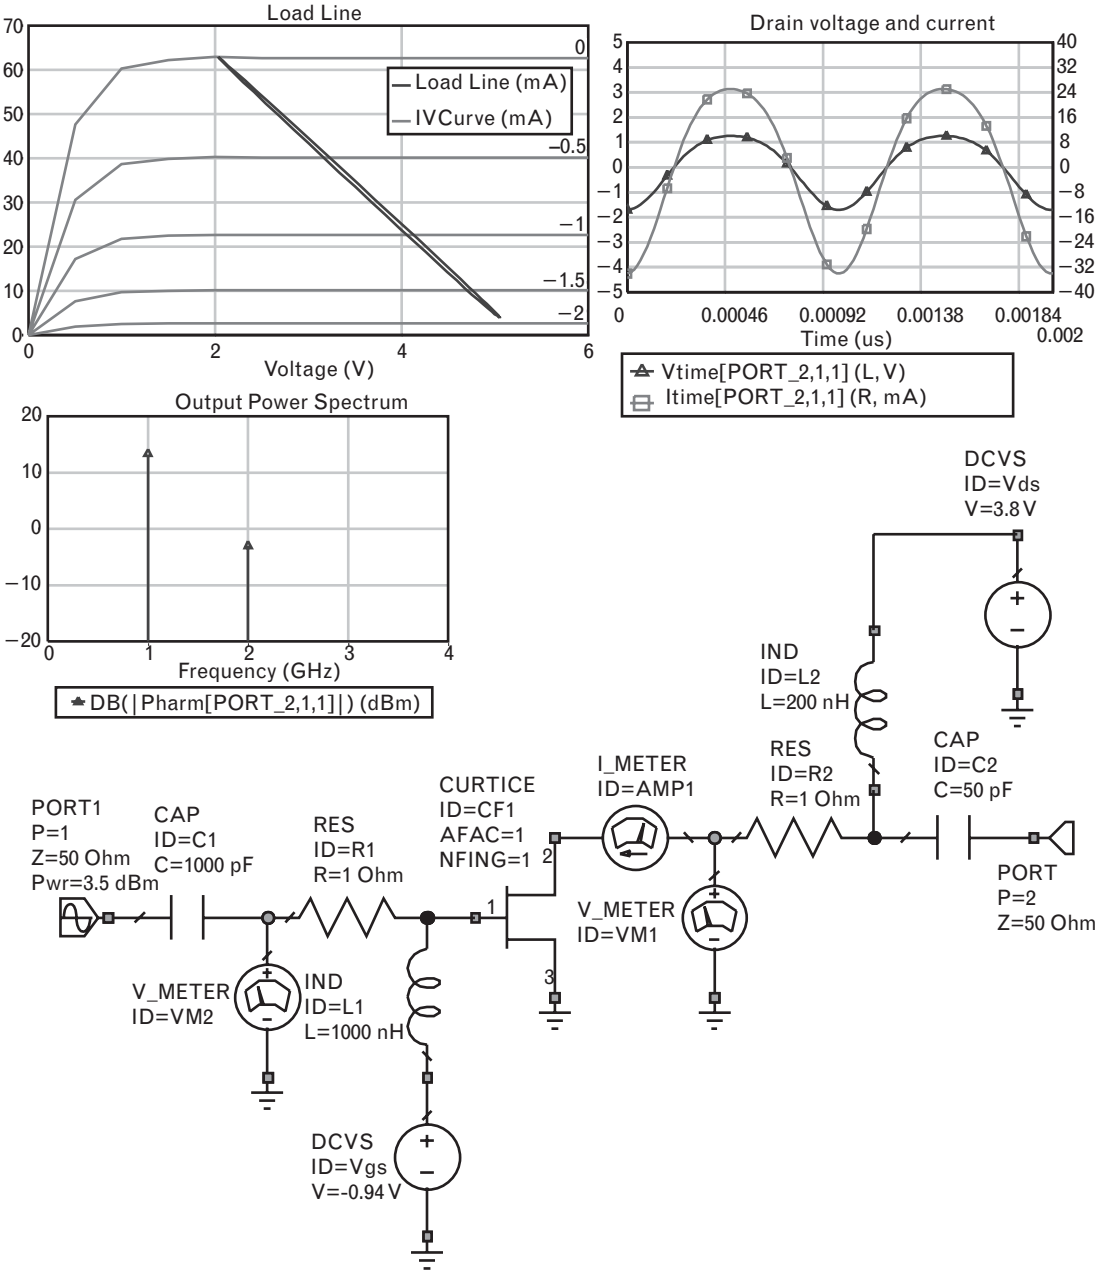 Load Line
70
60
50
40
30
20
10
0
0
2
4
6
Voltage (V)
0
−0.5
−1
−1.5
−2
Load Line (mA)
IVCurve (mA)
Drain voltage and current
5
4
3
2
1
0
−1
−2
−3
−4
−5
40
32
24
16
8
0
−8
−16
−24
−32
−40
0
0.00046
0.00092
0.00138
0.00184
0.002
Time (us)
Vtime[PORT_2,1,1] (L, V)
Itime[PORT_2,1,1] (R, mA)
Output Power Spectrum
20
10
0
−10
−20
0
1
2
3
4
Frequency (GHz)
DB(|Pharm[PORT_2,1,1]|) (dBm)
DCVS
ID=Vds
V=3.8 V
+
−
IND
ID=L2
L=200 nH
CAP
ID=C2
C=50 pF
RES
ID=R2
R=1 Ohm
I_METER
ID=AMP1
CURTICE
ID=CF1
AFAC=1
NFING=1
2
1
3
PORT1
P=1
Z=50 Ohm
Pwr=3.5 dBm
CAP
ID=C1
C=1000 pF
RES
ID=R1
R=1 Ohm
PORT
P=2
Z=50 Ohm
V_METER
ID=VM1
+
−
V_METER
ID=VM2
+
−
IND
ID=L1
L=1000 nH
DCVS
ID=Vgs
V=-0.94 V
+
−